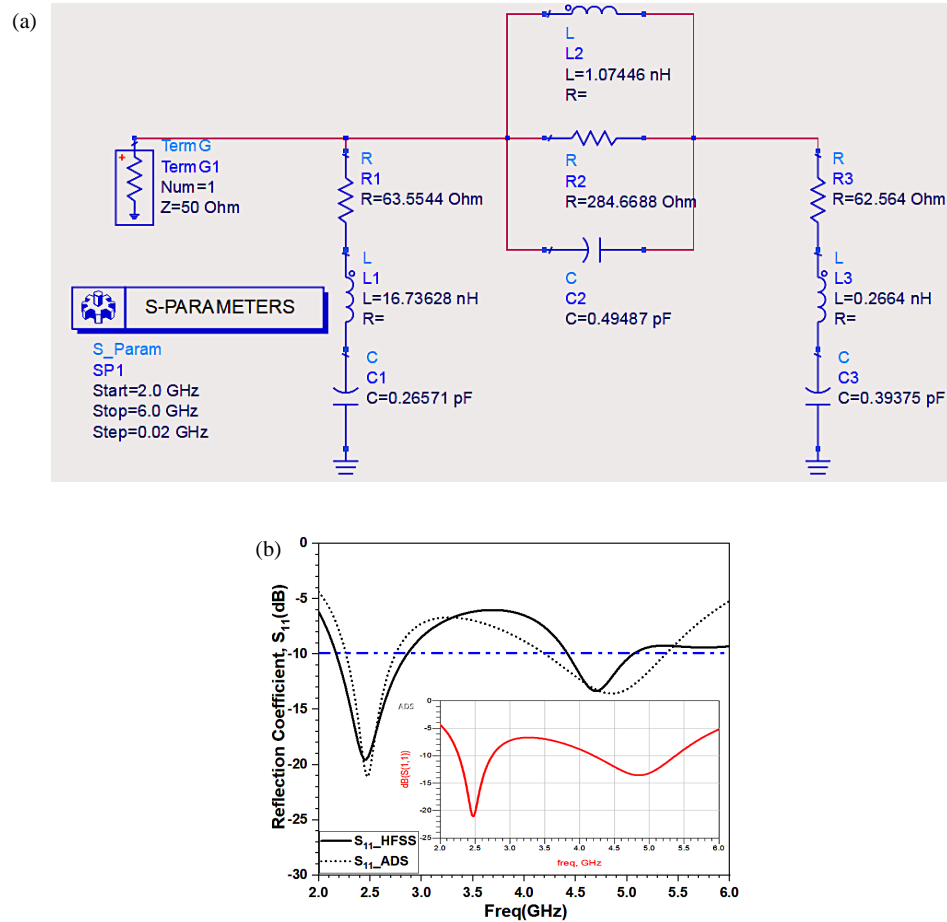 (a)
L
L2
L=1.07446 nH
R=
TermG
TermG1
Num=1
Z=50 Ohm
R
R1
R=63.5544 Ohm
R
R2
R=284.6688 Ohm
R
R3
R=62.564 Ohm
L
L1
L=16.73628 nH
R=
C
C2
C=0.49487 pF
L
L3
L=0.2664 nH
R=
S-PARAMETERS
S_Param
SP1
Start=2.0 GHz
Stop=6.0 GHz
Step=0.02 GHz
C
C1
C=0.26571 pF
C
C3
C=0.39375 pF
(b)
Reflection Coefficient, S11(dB)
0
-5
-10
-15
-20
-25
-30
ADS
dB(S(1,1))
0
-5
-10
-15
-20
-25
2.0 2.5 3.0 3.5 4.0 4.5 5.0 5.5 6.0
freq, GHz
S11_HFSS
S11_ADS
2.0 2.5 3.0 3.5 4.0 4.5 5.0 5.5 6.0
Freq(GHz)